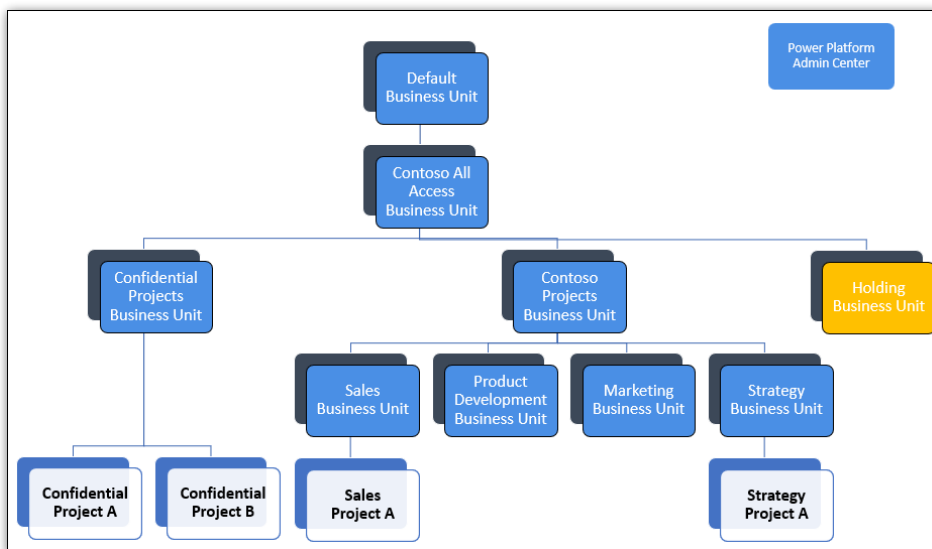 Power Platform
Admin Center
Default
Business Unit
Contoso All
Access
Business Unit
Confidential
Projects
Business Unit
Contoso
Projects
Business Unit
Holding
Business Unit
Sales
Business Unit
Product
Development
Business Unit
Marketing
Business Unit
Strategy
Business Unit
Confidential
Project A
Confidential
Project B
Sales
Project A
Strategy
Project A